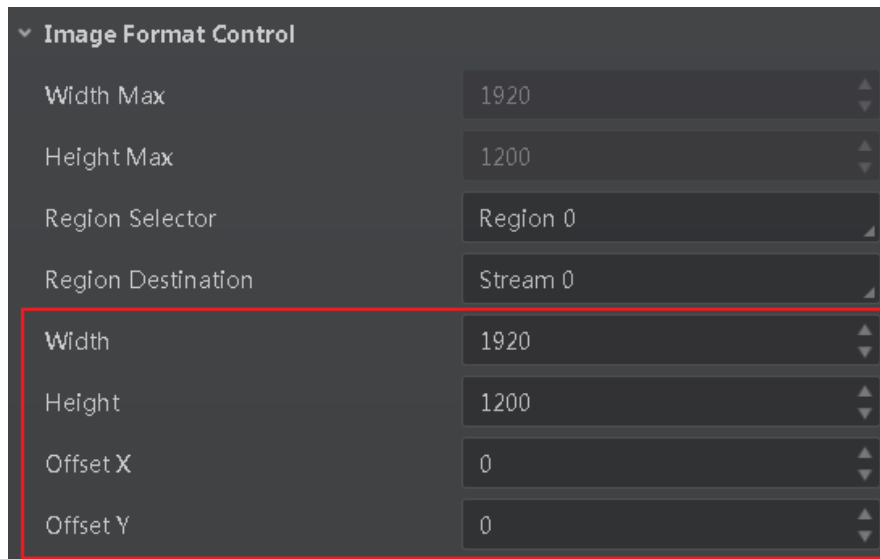 Image Format Control
Width Max 1920
Height Max 1200
Region Selector Region 0
Region Destination Stream 0
Width 1920
Height 1200
Offset X 0
Offset Y 0